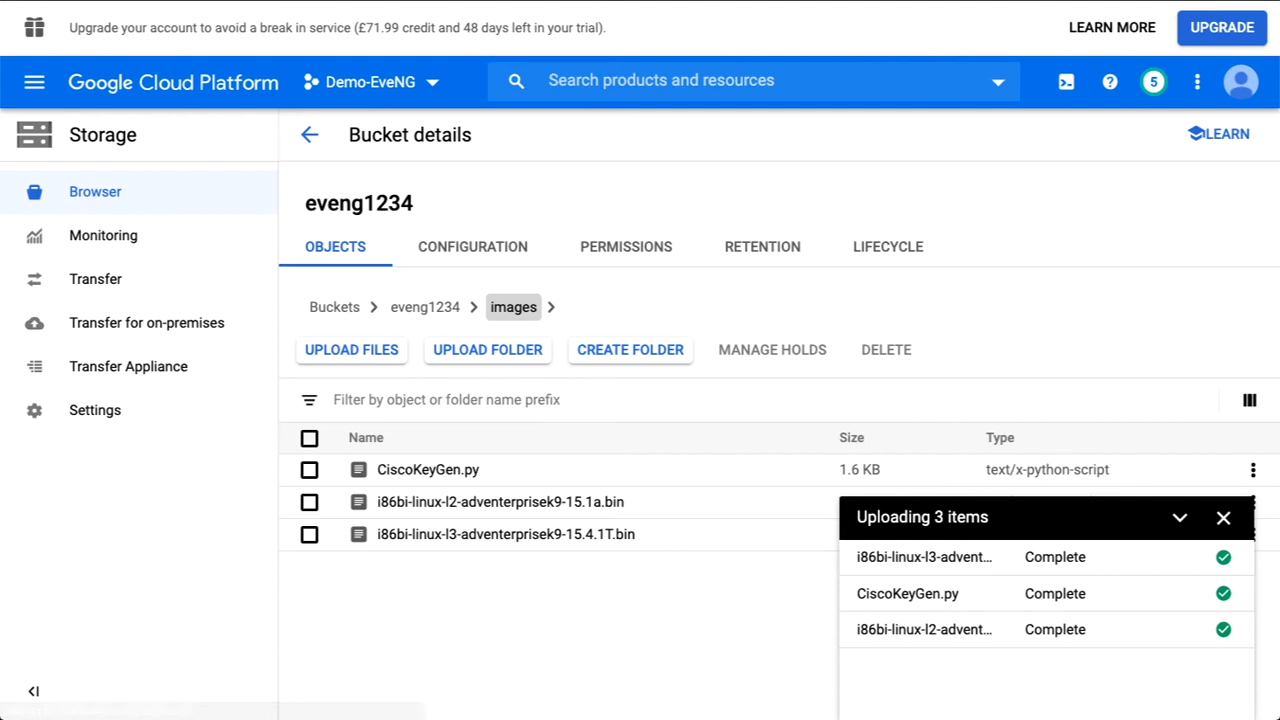 Upgrade your account to avoid a break in service (£71.99 credit and 48 days left in your trial).
LEARN MORE
UPGRADE
Google Cloud Platform
Demo-EveNG
Search products and resources
5
Storage
Bucket details
LEARN
Browser
Monitoring
Transfer
Transfer for on-premises
Transfer Appliance
Settings
eveng1234
OBJECTS CONFIGURATION PERMISSIONS RETENTION LIFECYCLE
Buckets > eveng1234 > images >
UPLOAD FILES UPLOAD FOLDER CREATE FOLDER MANAGE HOLDS DELETE
Filter by object or folder name prefix
Name Size Type
CiscoKeyGen.py 1.6 KB text/x-python-script
i86bi-linux-l2-adventerprisek9-15.1a.bin
i86bi-linux-l3-adventerprisek9-15.4.1T.bin
Uploading 3 items
i86bi-linux-l3-advent... Complete
CiscoKeyGen.py Complete
i86bi-linux-l2-advent... Complete